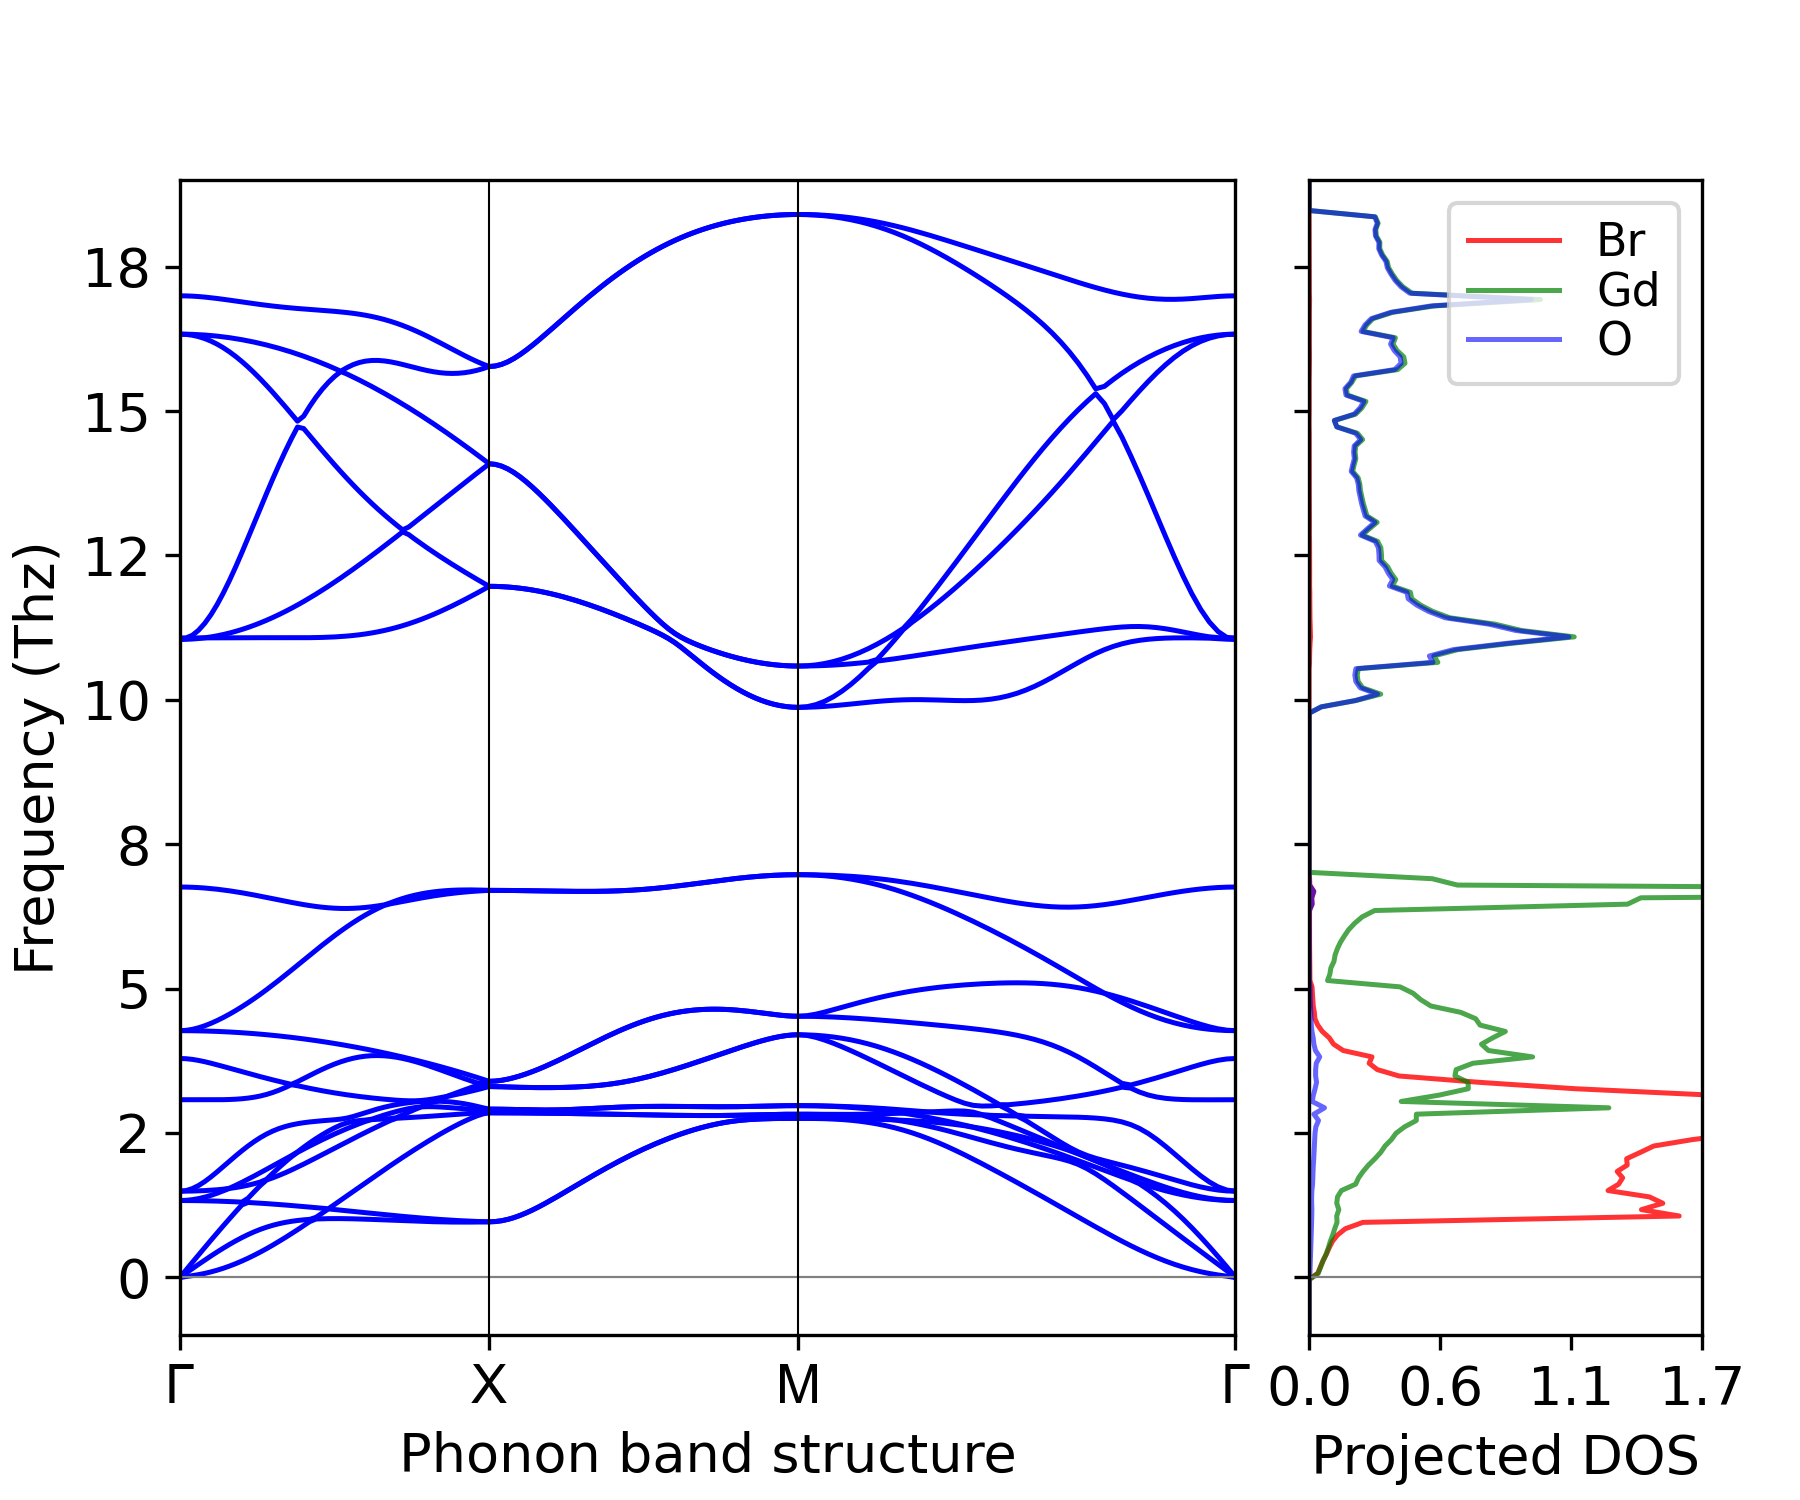 Frequency (Thz)
18
15
12
10
8
5
2
0
Γ X M Γ
Phonon band structure
Br
Gd
O
0.0 0.6 1.1 1.7
Projected DOS